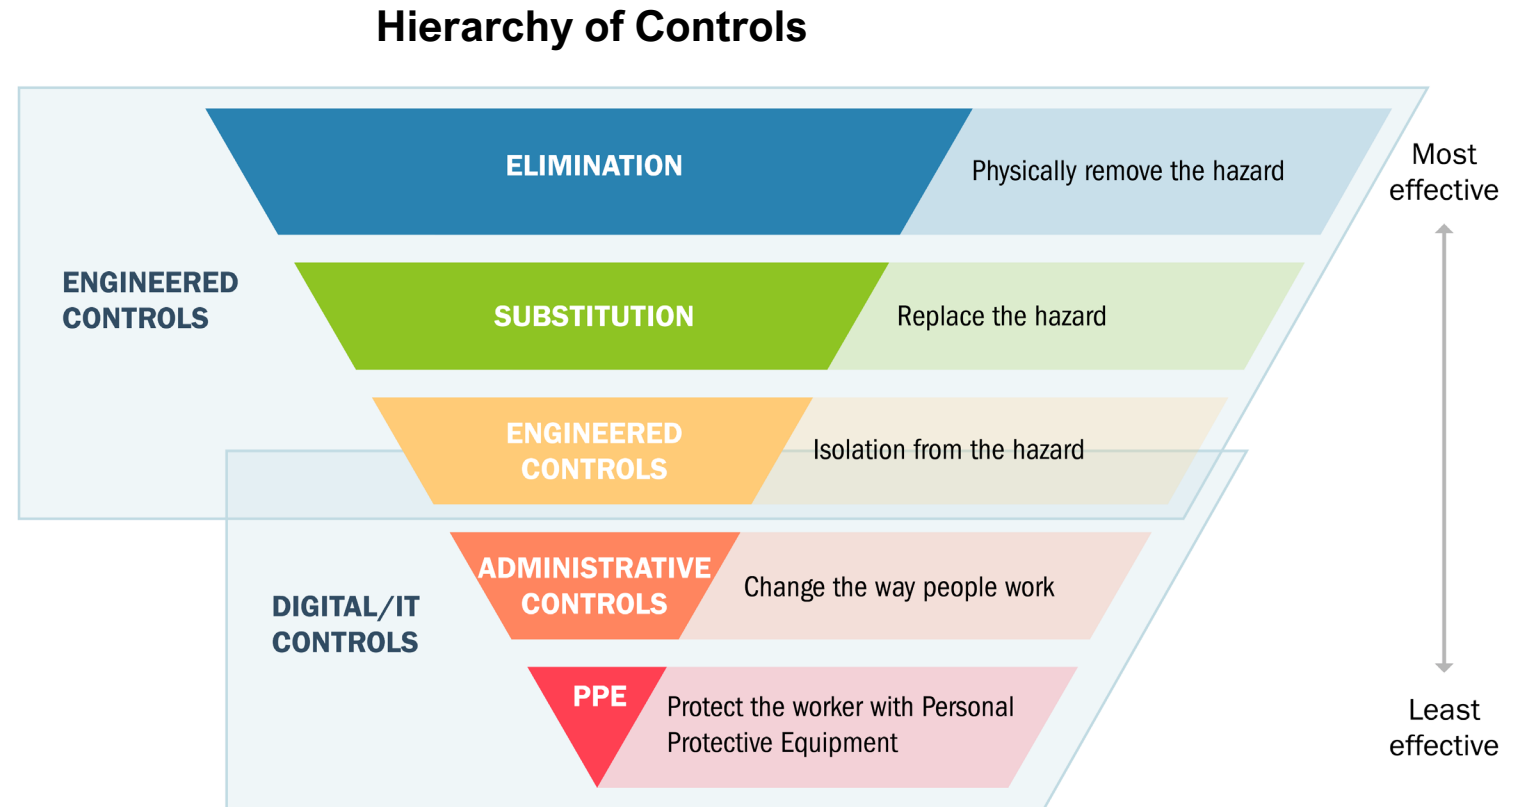 Hierarchy of Controls
ELIMINATION
Physically remove the hazard
Most
effective
ENGINEERED
CONTROLS
SUBSTITUTION
Replace the hazard
ENGINEERED
CONTROLS
Isolation from the hazard
ADMINISTRATIVE
CONTROLS
Change the way people work
DIGITAL/IT
CONTROLS
PPE
Protect the worker with Personal
Protective Equipment
Least
effective